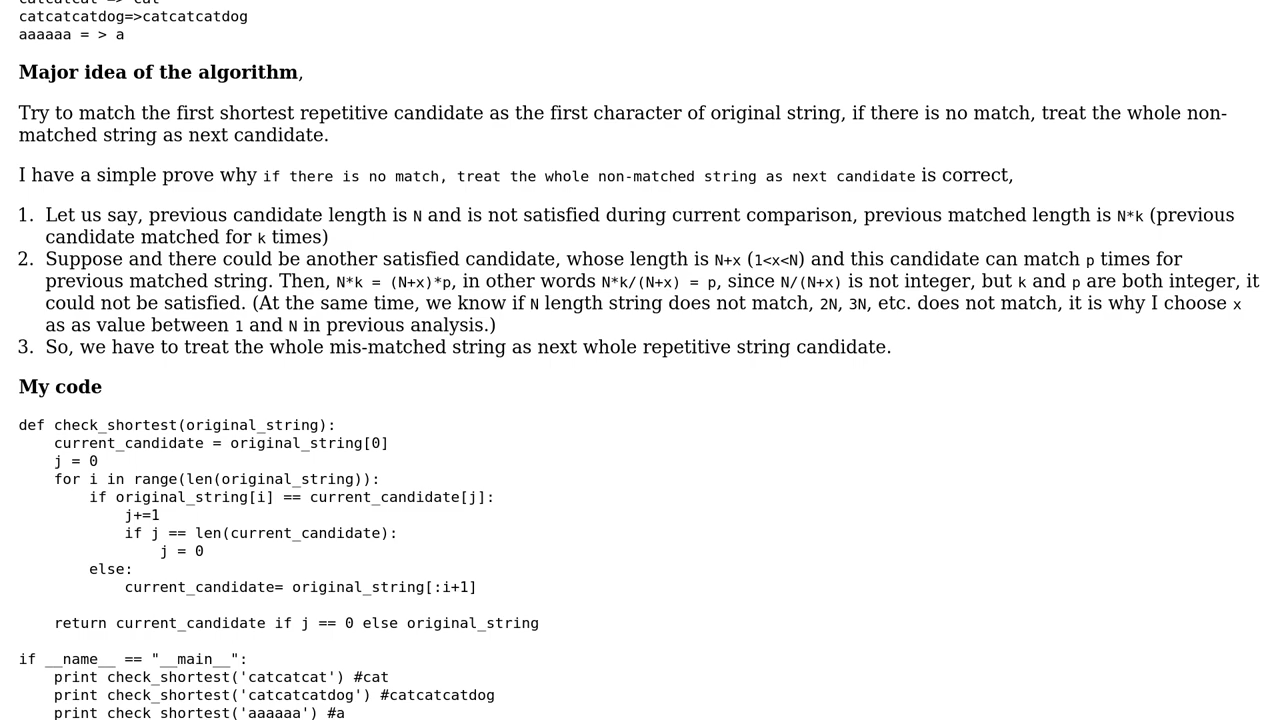 catcatcat => cat
catcatcatdog=>catcatcatdog
aaaaaa = > a
Major idea of the algorithm,
Try to match the first shortest repetitive candidate as the first character of original string, if there is no match, treat the whole non-
matched string as next candidate.
I have a simple prove why if there is no match, treat the whole non-matched string as next candidate is correct,
1. Let us say, previous candidate length is N and is not satisfied during current comparison, previous matched length is N*k (previous
candidate matched for k times)
2. Suppose and there could be another satisfied candidate, whose length is N+x (1<x<N) and this candidate can match p times for
previous matched string. Then, N*k = (N+x)*p, in other words N*k/(N+x) = p, since N/(N+x) is not integer, but k and p are both integer, it
could not be satisfied. (At the same time, we know if N length string does not match, 2N, 3N, etc. does not match, it is why I choose x
as as value between 1 and N in previous analysis.)
3. So, we have to treat the whole mis-matched string as next whole repetitive string candidate.
My code
def check_shortest(original_string):
    current_candidate = original_string[0]
    j = 0
    for i in range(len(original_string)):
        if original_string[i] == current_candidate[j]:
            j+=1
            if j == len(current_candidate):
                j = 0
        else:
            current_candidate= original_string[:i+1]
    return current_candidate if j == 0 else original_string
if __name__ == "__main__":
    print check_shortest('catcatcat') #cat
    print check_shortest('catcatcatdog') #catcatcatdog
    print check_shortest('aaaaaa') #a